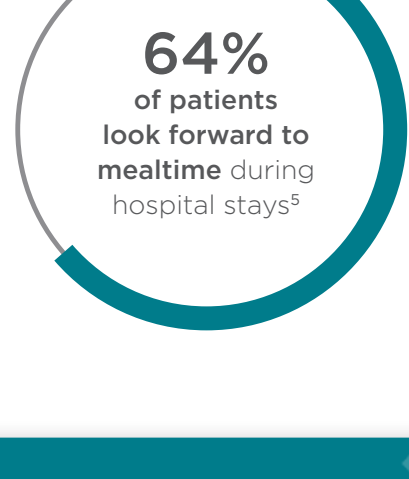 64%
of patients
look forward to
mealtime during
hospital stays⁵